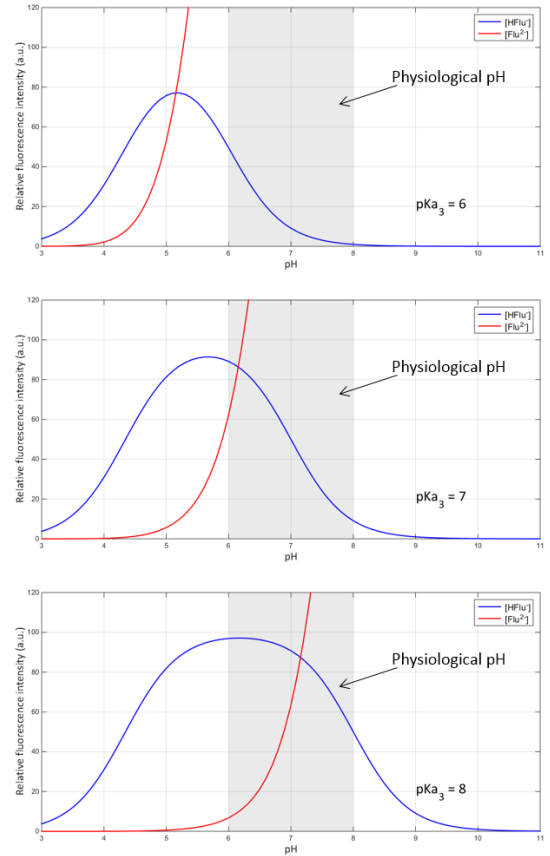 120
[HFlu⁻]
[Flu²⁻]
100
Physiological pH
80
60
40
pKa₃ = 6
20
0
3 4 5 6 7 8 9 10 11
pH
Relative fluorescence intensity (a.u.)
120
[HFlu⁻]
[Flu²⁻]
100
Physiological pH
80
60
40
pKa₃ = 7
20
0
3 4 5 6 7 8 9 10 11
pH
Relative fluorescence intensity (a.u.)
120
[HFlu⁻]
[Flu²⁻]
100
Physiological pH
80
60
40
pKa₃ = 8
20
0
3 4 5 6 7 8 9 10 11
pH
Relative fluorescence intensity (a.u.)